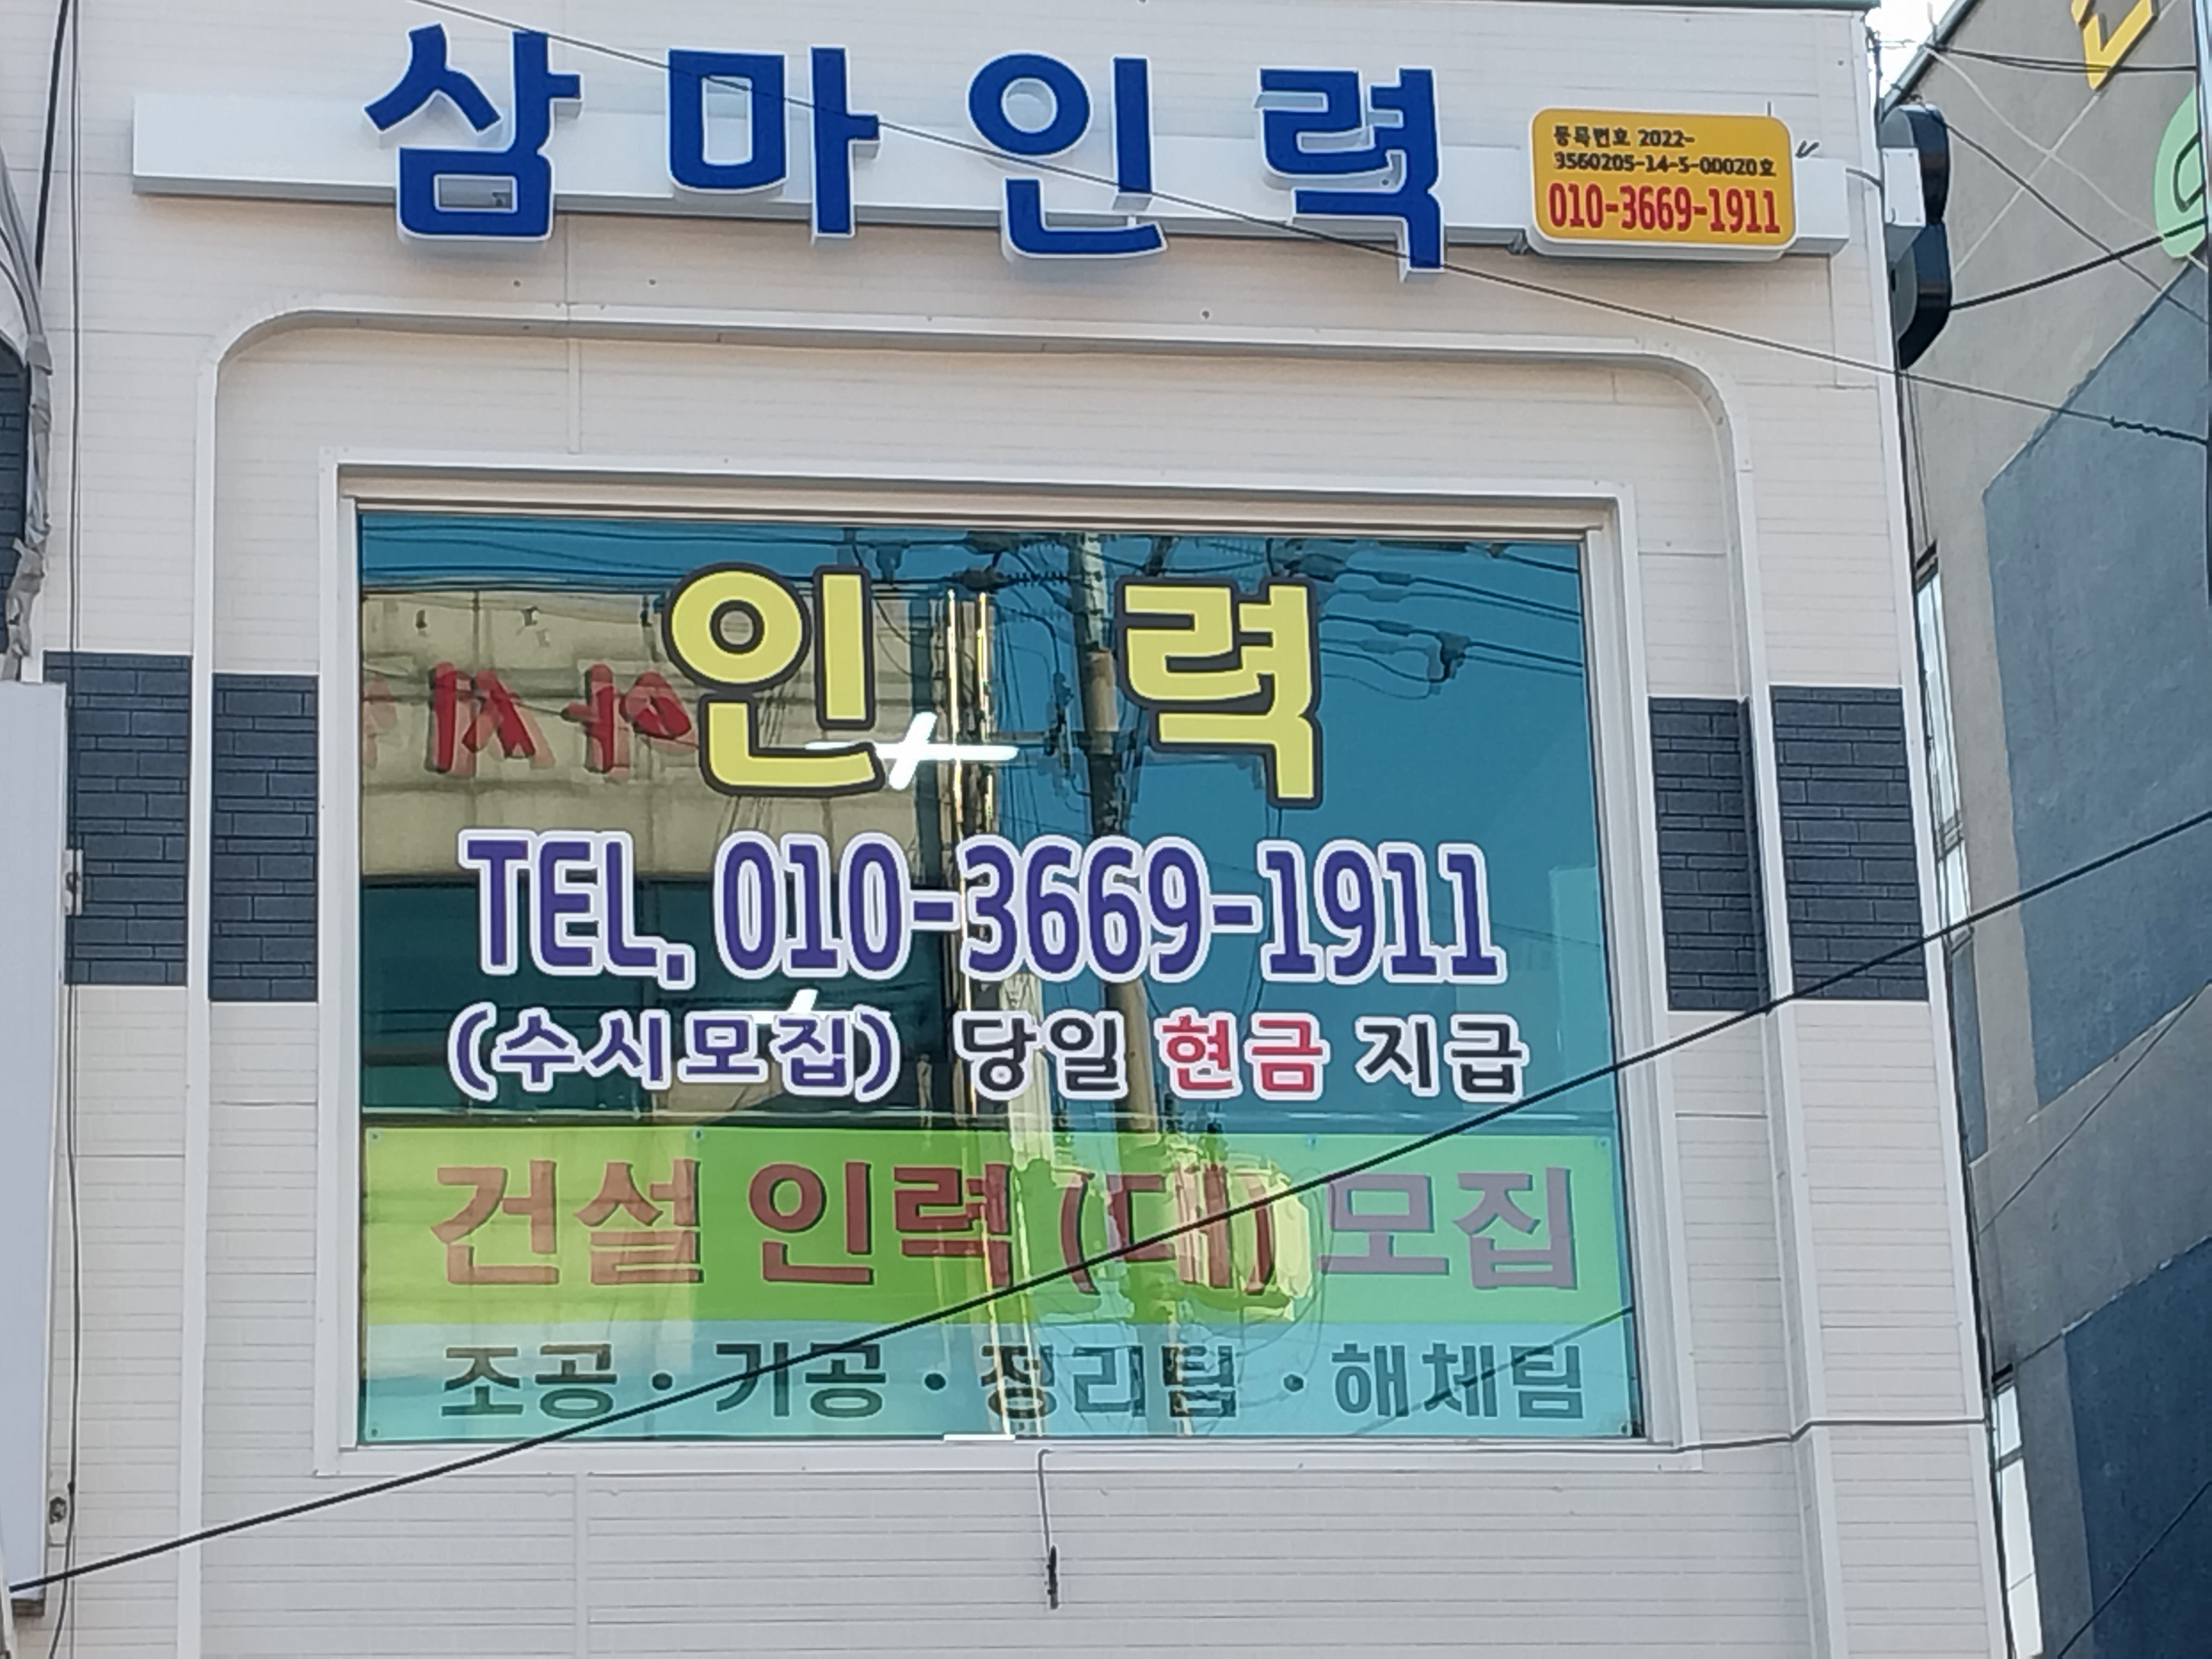 삼마인력
등록번호 2022-
3560205-14-5-00020호
010-3669-1911
인 력
TEL. 010-3669-1911
(수시모집) 당일 현금 지급
건설 인력 (대) 모집
조공 · 기공 · 정리팀 · 해체팀